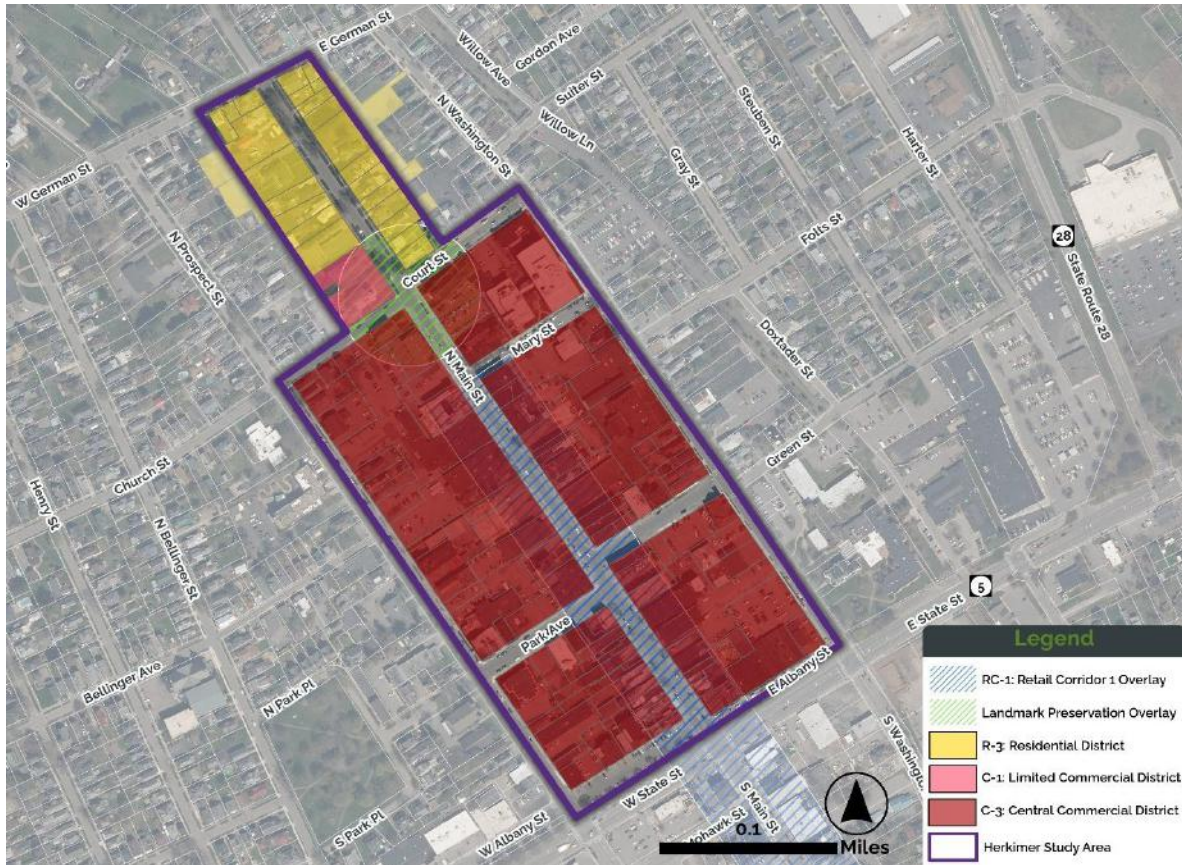 E German St
Willow Ave
Gordon Ave
Suiter St
N Washington St
Willow Ln
Steuben St
Gray St
Harter St
W German St
N Prospect St
Folts St
28
State Route 28
Court St
Mary St
N Main St
Doxtader St
Green St
Church St
Henry St
N Bellinger St
Bellinger Ave
N Park Pl
Park Ave
5
E State St
E Albany St
S Washington
W State St
S Main St
Mohawk St
S Park Pl
W Albany St
0.1
Miles
Legend
RC-1: Retail Corridor 1 Overlay
Landmark Preservation Overlay
R-3: Residential District
C-1: Limited Commercial District
C-3: Central Commercial District
Herkimer Study Area